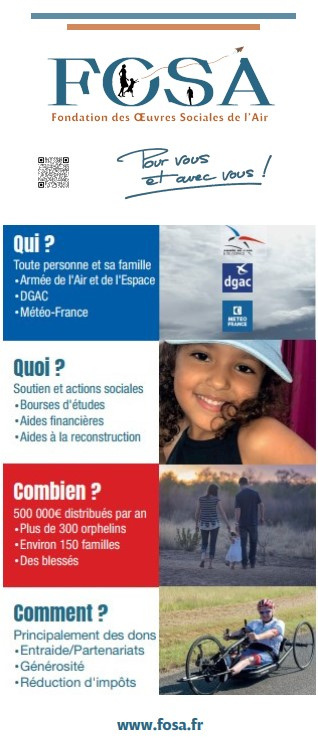 FOSA
Fondation des Œuvres Sociales de l'Air
Pour vous
et avec vous !
Qui ?
Toute personne et sa famille
•Armée de l'Air et de l'Espace
•DGAC
•Météo-France
dgac
METEO
FRANCE
Quoi ?
Soutien et actions sociales
•Bourses d'études
•Aides financières
•Aides à la reconstruction
Combien ?
500 000€ distribués par an
•Plus de 300 orphelins
•Environ 150 familles
•Des blessés
Comment ?
Principalement des dons
•Entraide/Partenariats
•Générosité
•Réduction d'impôts
www.fosa.fr